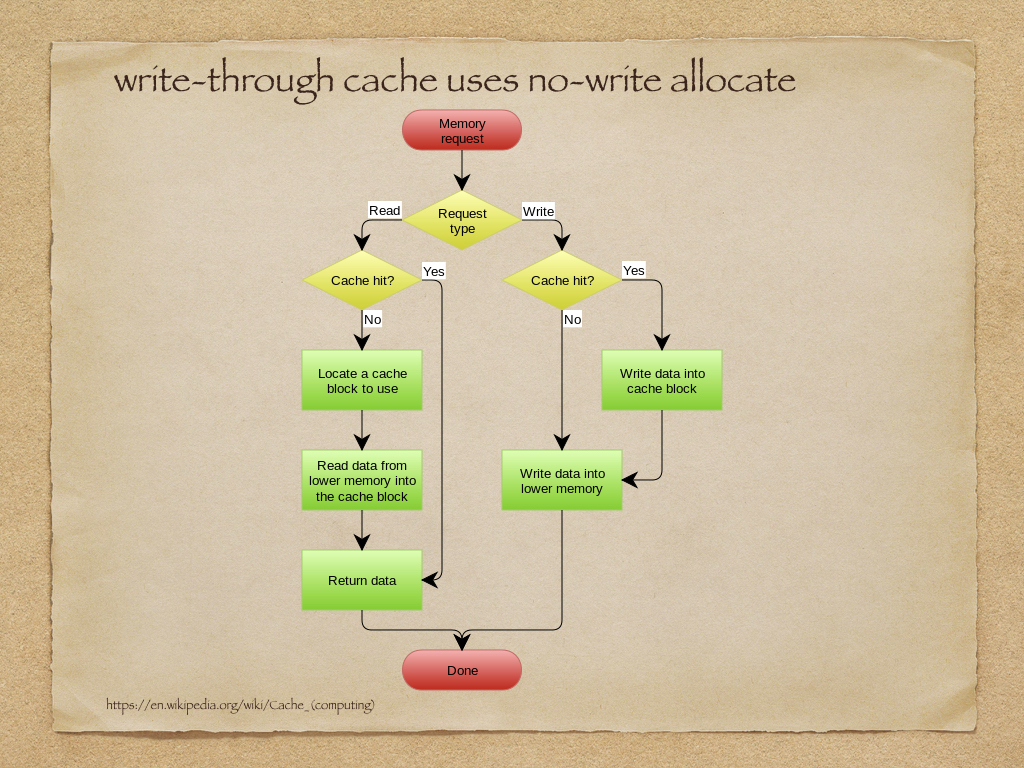 write-through cache uses no-write allocate
Memory
request
Request
type
Read
Write
Cache hit?
Yes
No
Cache hit?
Yes
No
Locate a cache
block to use
Write data into
cache block
Read data from
lower memory into
the cache block
Write data into
lower memory
Return data
Done
https://en.wikipedia.org/wiki/Cache_(computing)